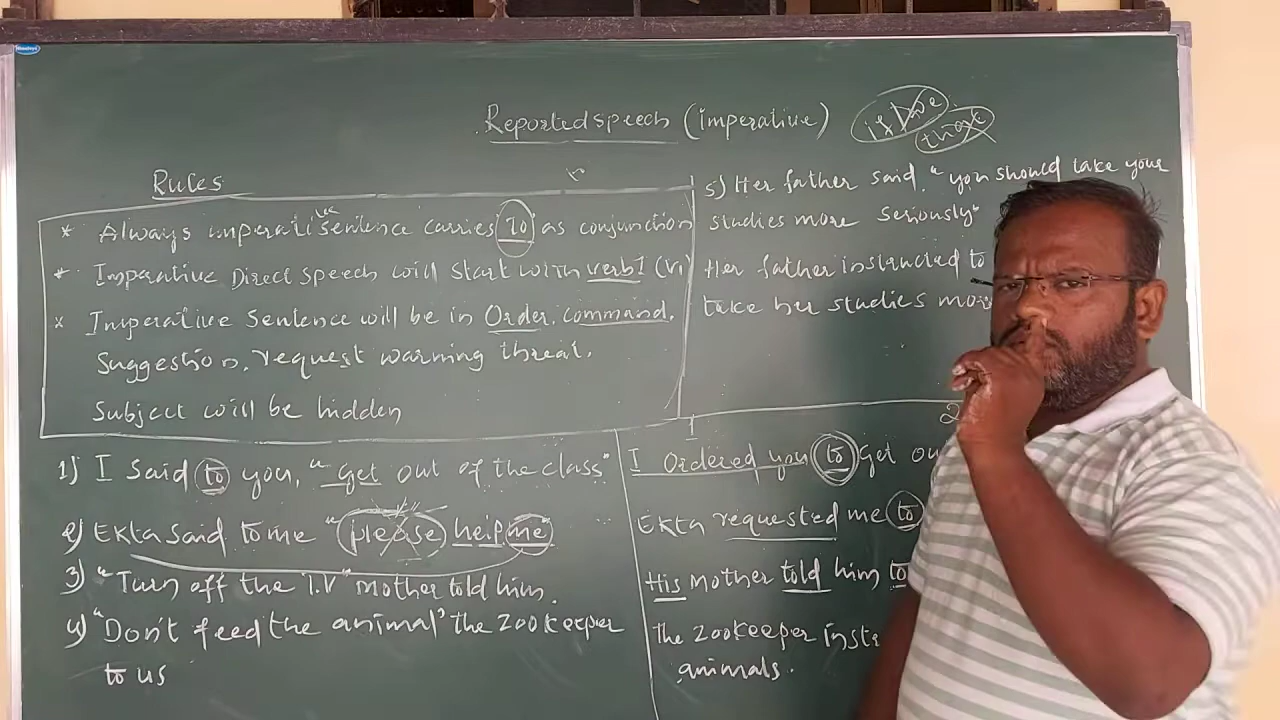 Reported speech (imperative)
if/we
that
Rules
* Always imperative sentence carries To as conjunction
* Imperative Direct speech will start with verb1 (V1)
* Imperative Sentence will be in Order, command,
Suggestion, request warning threat.
Subject will be hidden
5) Her father said, "you should take your
studies more seriously"
Her father instructed to
take her studies more
1) I Said to you, "get out of the class"
2) Ekta said to me "please help me"
3) "Turn off the T.V" mother told him.
4) "Don't feed the animal" the zookeeper
to us
I Ordered you to get
Ekta requested me to
His mother told him to
The zookeeper
animals.